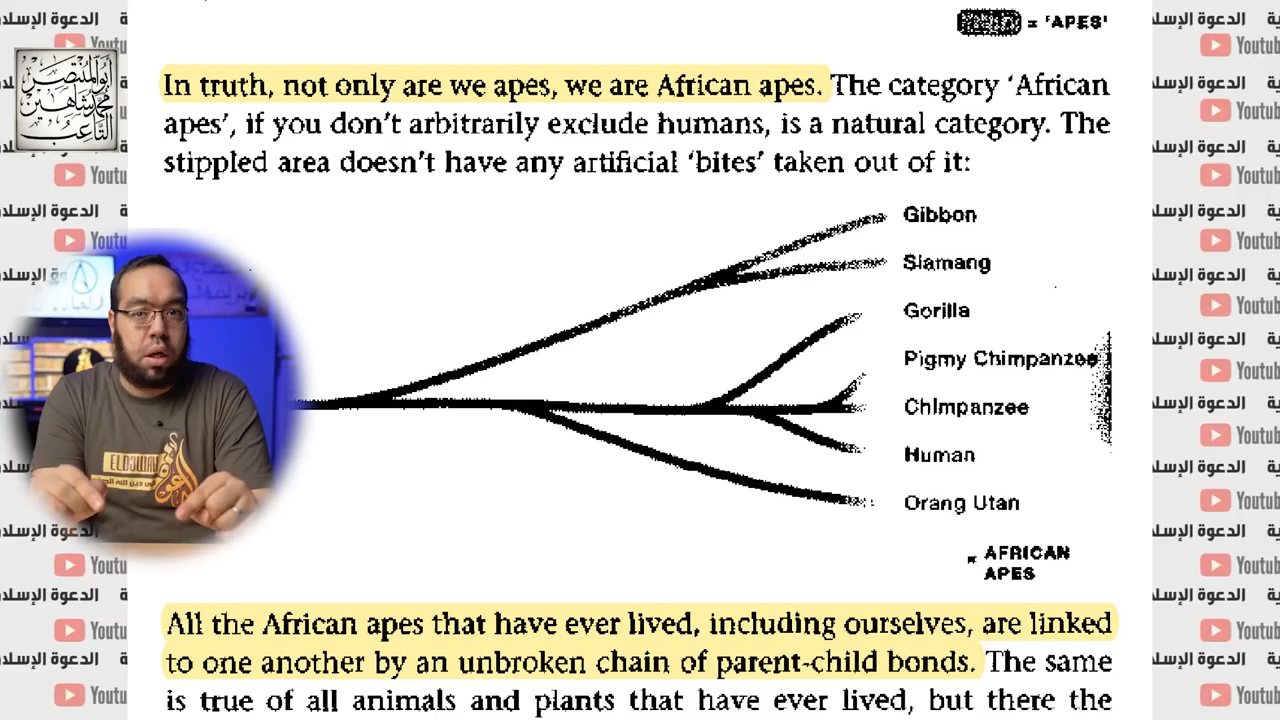 = 'APES'
In truth, not only are we apes, we are African apes. The category 'African
apes', if you don't arbitrarily exclude humans, is a natural category. The
stippled area doesn't have any artificial 'bites' taken out of it:
Gibbon
Siamang
Gorilla
Pigmy Chimpanzee
Chimpanzee
Human
Orang Utan
AFRICAN
APES
All the African apes that have ever lived, including ourselves, are linked
to one another by an unbroken chain of parent-child bonds. The same
is true of all animals and plants that have ever lived, but there the
ELDA3WAH